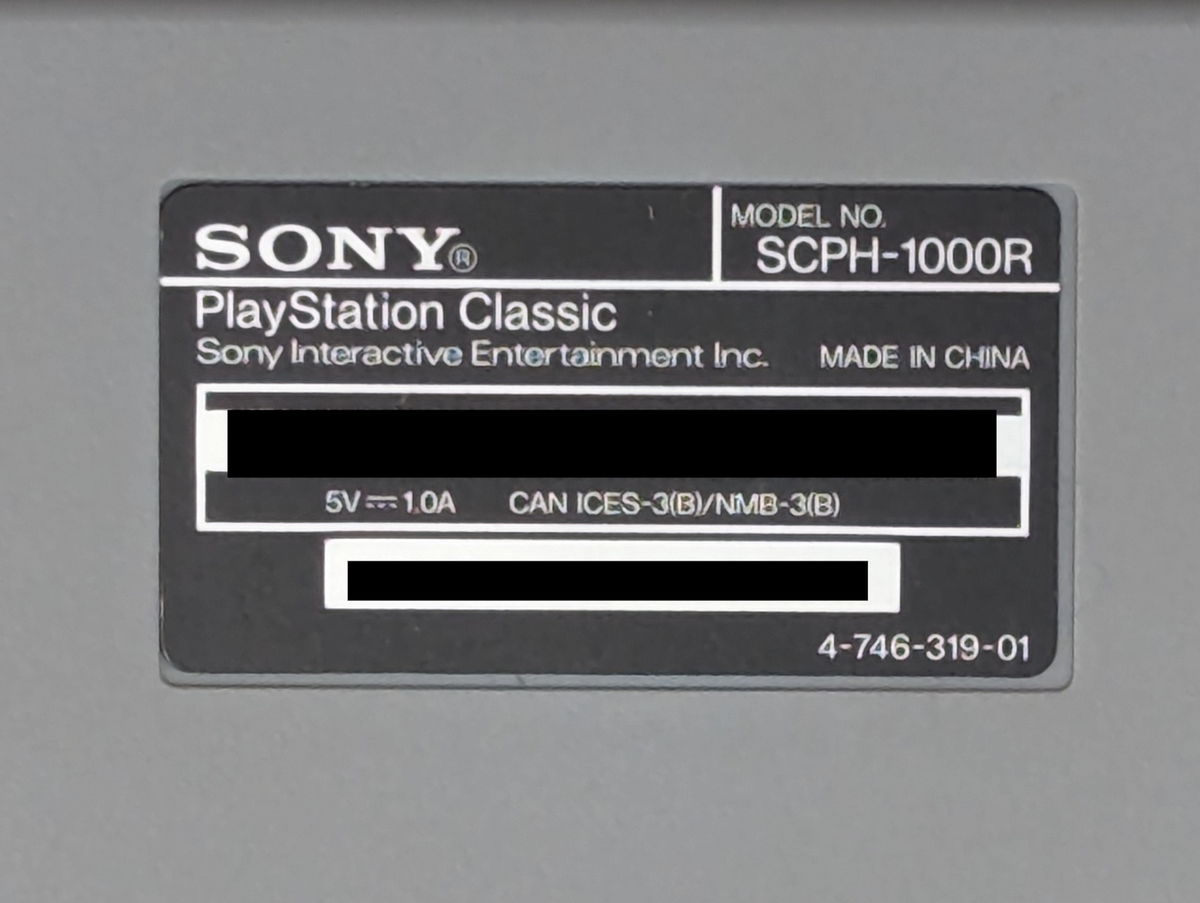 SONY®
MODEL NO.
SCPH-1000R
PlayStation Classic
Sony Interactive Entertainment Inc. MADE IN CHINA
5V⎓1.0A CAN ICES-3(B)/NMB-3(B)
4-746-319-01